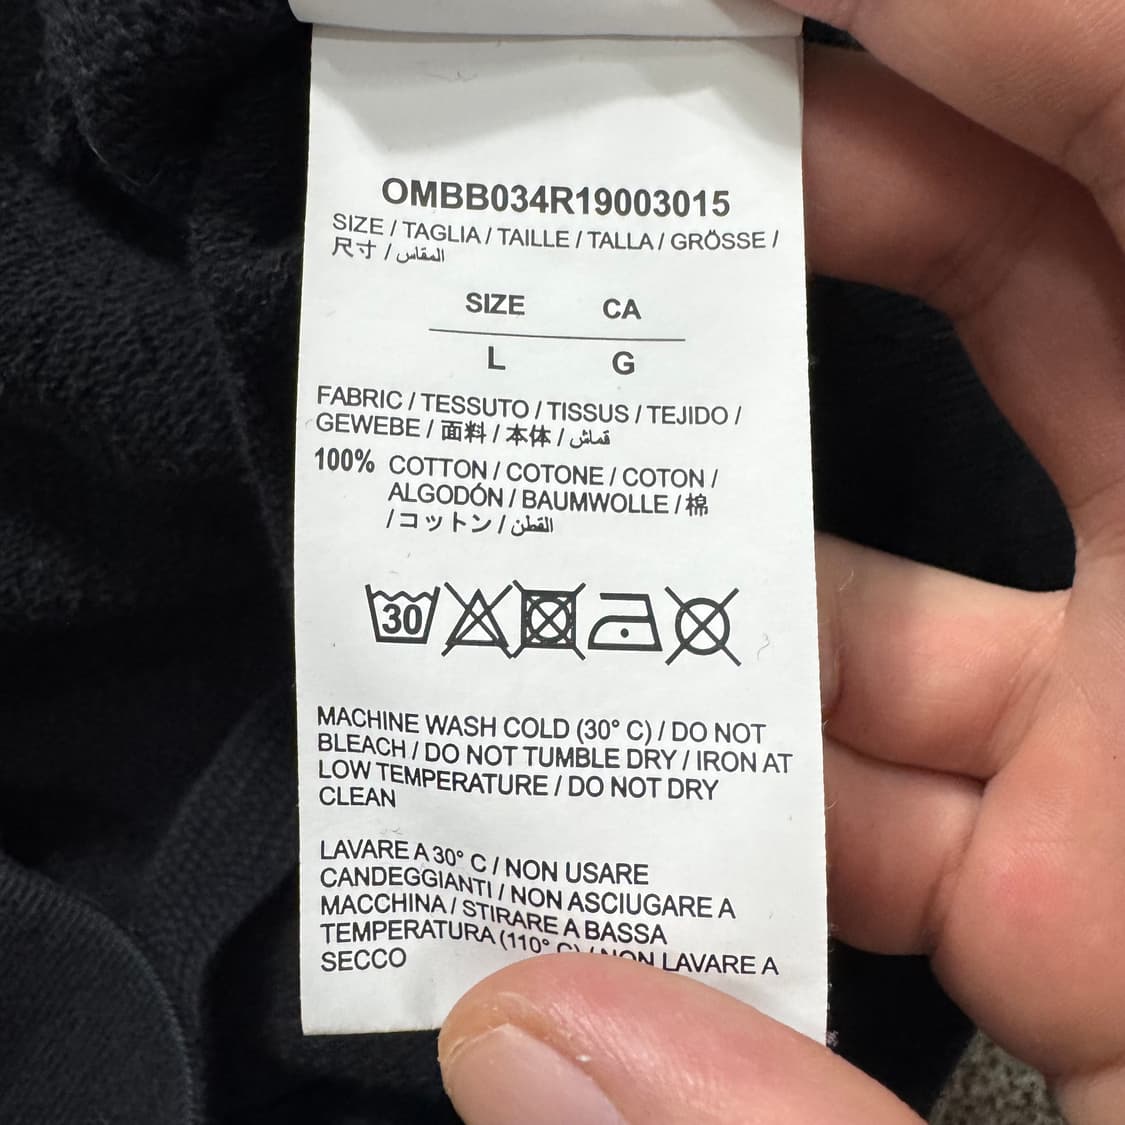 OMBB034R19003015
SIZE / TAGLIA / TAILLE / TALLA / GRÖSSE /
尺寸 / المقاس
SIZE CA
L G
FABRIC / TESSUTO / TISSUS / TEJIDO /
GEWEBE / 面料 / 本体 / قماش
100% COTTON / COTONE / COTON /
ALGODÓN / BAUMWOLLE / 棉
/ コットン / القطن
30
MACHINE WASH COLD (30° C) / DO NOT
BLEACH / DO NOT TUMBLE DRY / IRON AT
LOW TEMPERATURE / DO NOT DRY
CLEAN
LAVARE A 30° C / NON USARE
CANDEGGIANTI / NON ASCIUGARE A
MACCHINA / STIRARE A BASSA
TEMPERATURA (110° C) / NON LAVARE A
SECCO